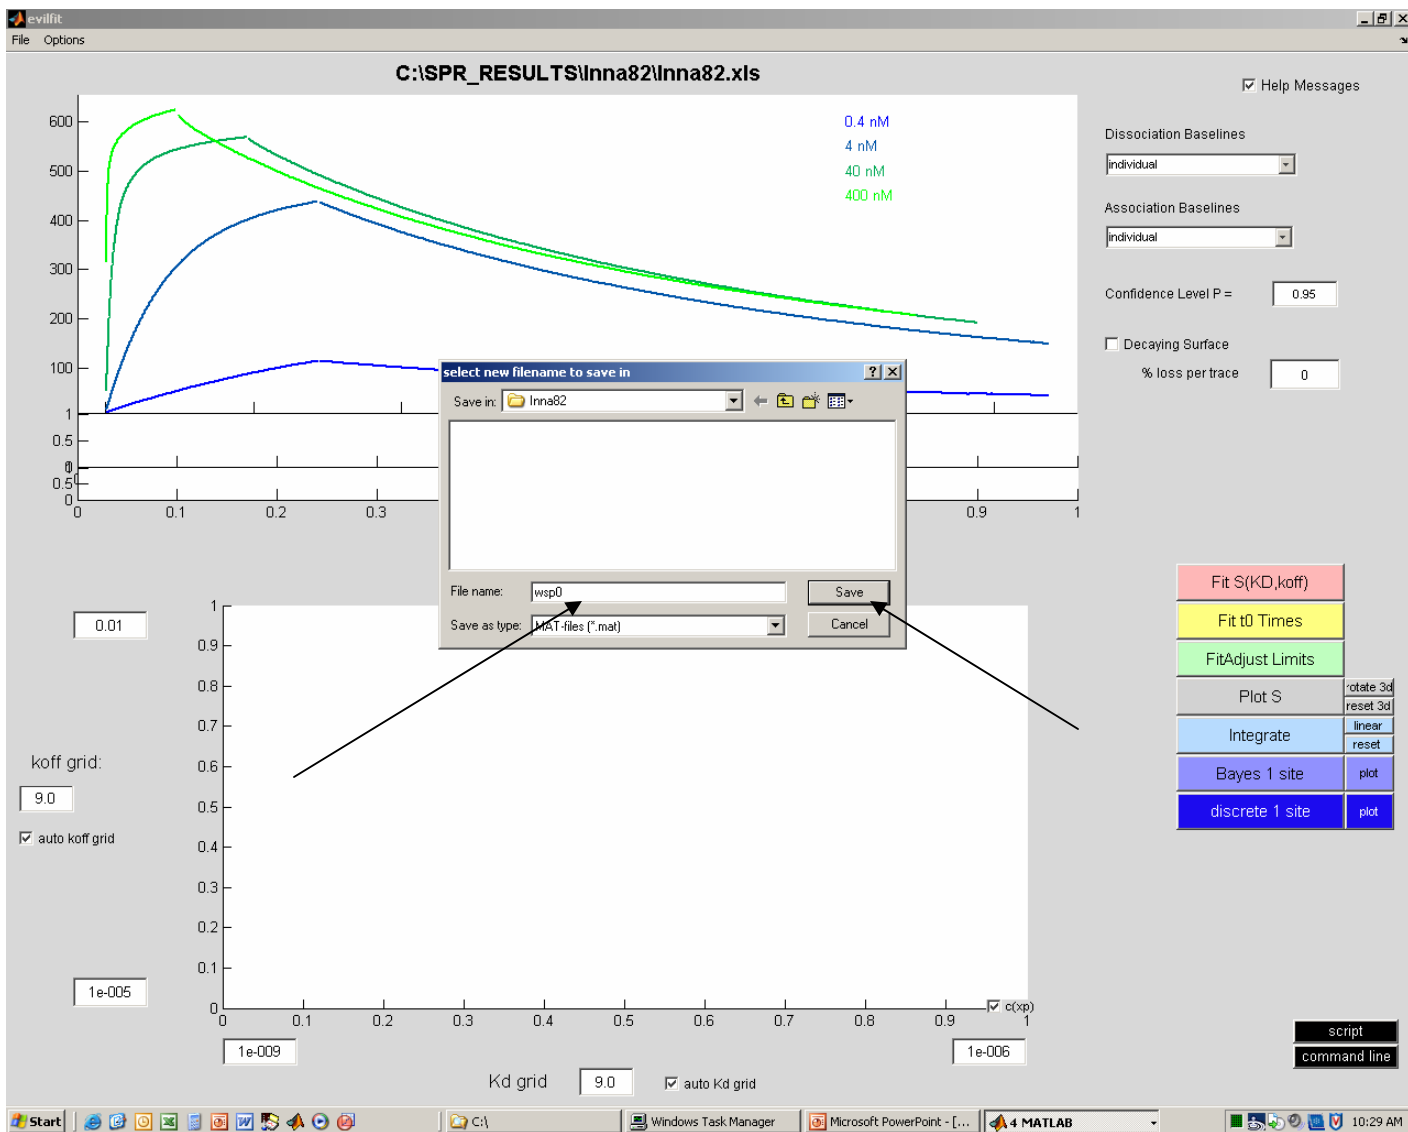 evilfit
File Options
C:\SPR_RESULTS\Inna82\Inna82.xls
Help Messages
600
500
400
300
200
100
1
0.5
0
1
0.5
0
0
0.1
0.2
0.3
0.9
1
0.4 nM
4 nM
40 nM
400 nM
Dissociation Baselines
individual
Association Baselines
individual
Confidence Level P = 0.95
Decaying Surface
% loss per trace 0
select new filename to save in
Save in: Inna82
File name: wsp0 Save
Save as type: MAT-files (*.mat) Cancel
Fit S(KD,koff)
Fit t0 Times
FitAdjust Limits
Plot S
rotate 3d
reset 3d
Integrate
linear
reset
Bayes 1 site plot
discrete 1 site plot
0.01
koff grid:
9.0
auto koff grid
1e-005
1
0.9
0.8
0.7
0.6
0.5
0.4
0.3
0.2
0.1
0
0 0.1 0.2 0.3 0.4 0.5 0.6 0.7 0.8 0.9 1
c(xp)
1e-009
1e-006
Kd grid 9.0 auto Kd grid
script
command line
Start C:\ Windows Task Manager Microsoft PowerPoint - [... 4 MATLAB 10:29 AM